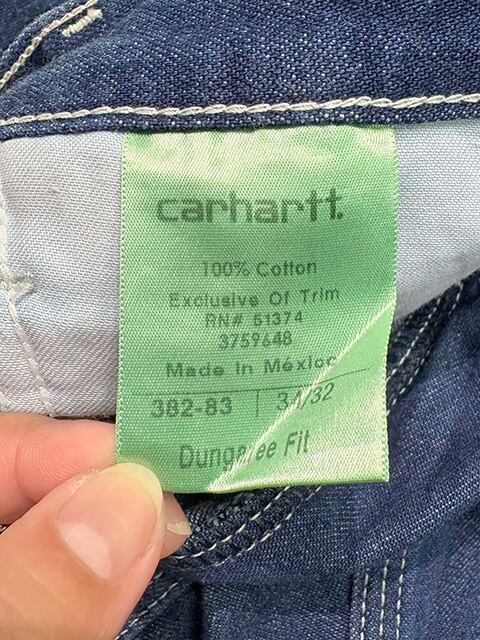 carhartt.
100% Cotton
Exclusive Of Trim
RN# 51374
3759648
Made In México
382-83 | 34/32
Dungaree Fit